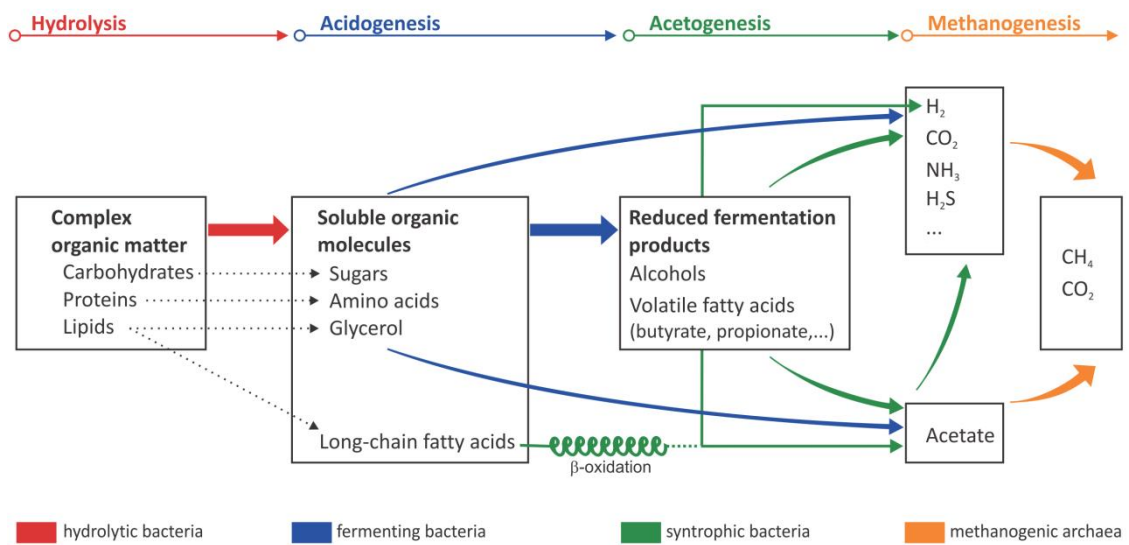 Hydrolysis
Acidogenesis
Acetogenesis
Methanogenesis
Complex
organic matter
Carbohydrates
Proteins
Lipids
Soluble organic
molecules
Sugars
Amino acids
Glycerol
Long-chain fatty acids
β-oxidation
Reduced fermentation
products
Alcohols
Volatile fatty acids
(butyrate, propionate,...)
H₂
CO₂
NH₃
H₂S
...
Acetate
CH₄
CO₂
hydrolytic bacteria
fermenting bacteria
syntrophic bacteria
methanogenic archaea